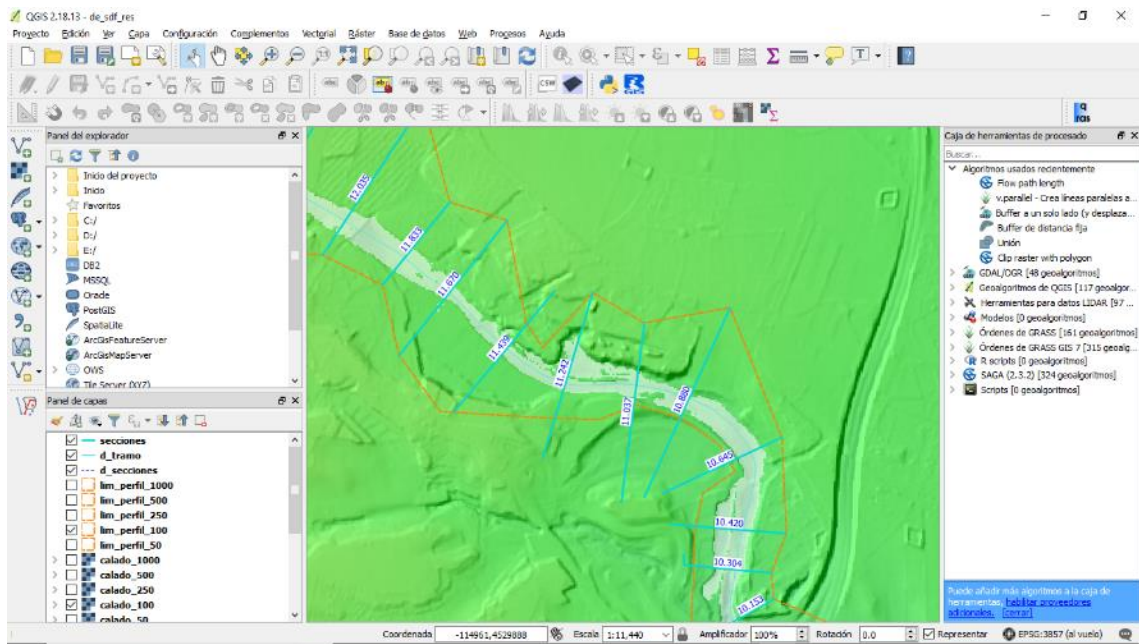 QGIS 2.18.13 - de_sdf_res
Proyecto Edición Ver Capa Configuración Complementos Vectorial Ráster Base de datos Web Procesos Ayuda
Panel del explorador
Inicio del proyecto
Inicio
Favoritos
C:/
D:/
E:/
DB2
MSSQL
Oracle
PostGIS
SpatiaLite
ArcGisFeatureServer
ArcGisMapServer
OWS
Tile Server (XYZ)
Panel de capas
secciones
d_tramo
d_secciones
lim_perfil_1000
lim_perfil_500
lim_perfil_250
lim_perfil_100
lim_perfil_50
calado_1000
calado_500
calado_250
calado_100
calado_50
12.035
11.833
11.670
11.439
11.242
11.037
10.880
10.645
10.420
10.304
10.153
Caja de herramientas de procesado
Buscar...
Algoritmos usados recientemente
Flow path length
v.parallel - Crea líneas paralelas a...
Buffer a un solo lado (y desplaza...
Buffer de distancia fija
Unión
Clip raster with polygon
GDAL/OGR [48 geoalgoritmos]
Geoalgoritmos de QGIS [117 geoalgor...
Herramientas para datos LIDAR [97 ...
Modelos [0 geoalgoritmos]
Órdenes de GRASS [161 geoalgoritmos]
Órdenes de GRASS GIS 7 [315 geoalg...
R scripts [0 geoalgoritmos]
SAGA (2.3.2) [324 geoalgoritmos]
Scripts [0 geoalgoritmos]
Puede añadir más algoritmos a la caja de
herramientas, habilitar proveedores
adicionales. [cerrar]
Coordenada -114961,4529888 Escala 1:11,440 Amplificador 100% Rotación 0.0 Representar EPSG:3857 (al vuelo)